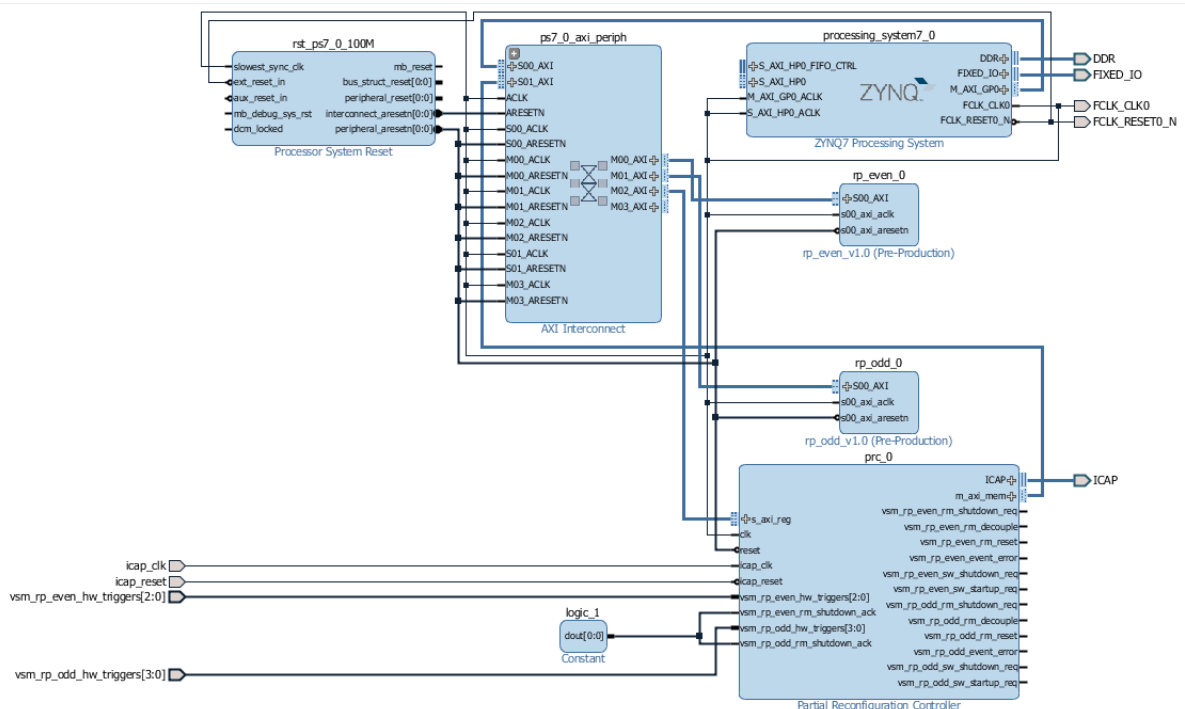 rst_ps7_0_100M
slowest_sync_clk
ext_reset_in
aux_reset_in
mb_debug_sys_rst
dcm_locked
mb_reset
bus_struct_reset[0:0]
peripheral_reset[0:0]
interconnect_aresetn[0:0]
peripheral_aresetn[0:0]
Processor System Reset
ps7_0_axi_periph
S00_AXI
S01_AXI
ACLK
ARESETN
S00_ACLK
S00_ARESETN
M00_ACLK
M00_ARESETN
M01_ACLK
M01_ARESETN
M02_ACLK
M02_ARESETN
S01_ACLK
S01_ARESETN
M03_ACLK
M03_ARESETN
M00_AXI
M01_AXI
M02_AXI
M03_AXI
AXI Interconnect
processing_system7_0
S_AXI_HP0_FIFO_CTRL
S_AXI_HP0
M_AXI_GP0_ACLK
S_AXI_HP0_ACLK
ZYNQ
DDR
FIXED_IO
M_AXI_GP0
FCLK_CLK0
FCLK_RESET0_N
ZYNQ7 Processing System
DDR
FIXED_IO
FCLK_CLK0
FCLK_RESET0_N
rp_even_0
S00_AXI
s00_axi_aclk
s00_axi_aresetn
rp_even_v1.0 (Pre-Production)
rp_odd_0
S00_AXI
s00_axi_aclk
s00_axi_aresetn
rp_odd_v1.0 (Pre-Production)
prc_0
s_axi_reg
clk
reset
icap_clk
icap_reset
vsm_rp_even_hw_triggers[2:0]
vsm_rp_even_rm_shutdown_ack
vsm_rp_odd_hw_triggers[3:0]
vsm_rp_odd_rm_shutdown_ack
ICAP
m_axi_mem
vsm_rp_even_rm_shutdown_req
vsm_rp_even_rm_decouple
vsm_rp_even_rm_reset
vsm_rp_even_event_error
vsm_rp_even_sw_shutdown_req
vsm_rp_even_sw_startup_req
vsm_rp_odd_rm_shutdown_req
vsm_rp_odd_rm_decouple
vsm_rp_odd_rm_reset
vsm_rp_odd_event_error
vsm_rp_odd_sw_shutdown_req
vsm_rp_odd_sw_startup_req
Partial Reconfiguration Controller
ICAP
icap_clk
icap_reset
vsm_rp_even_hw_triggers[2:0]
logic_1
dout[0:0]
Constant
vsm_rp_odd_hw_triggers[3:0]